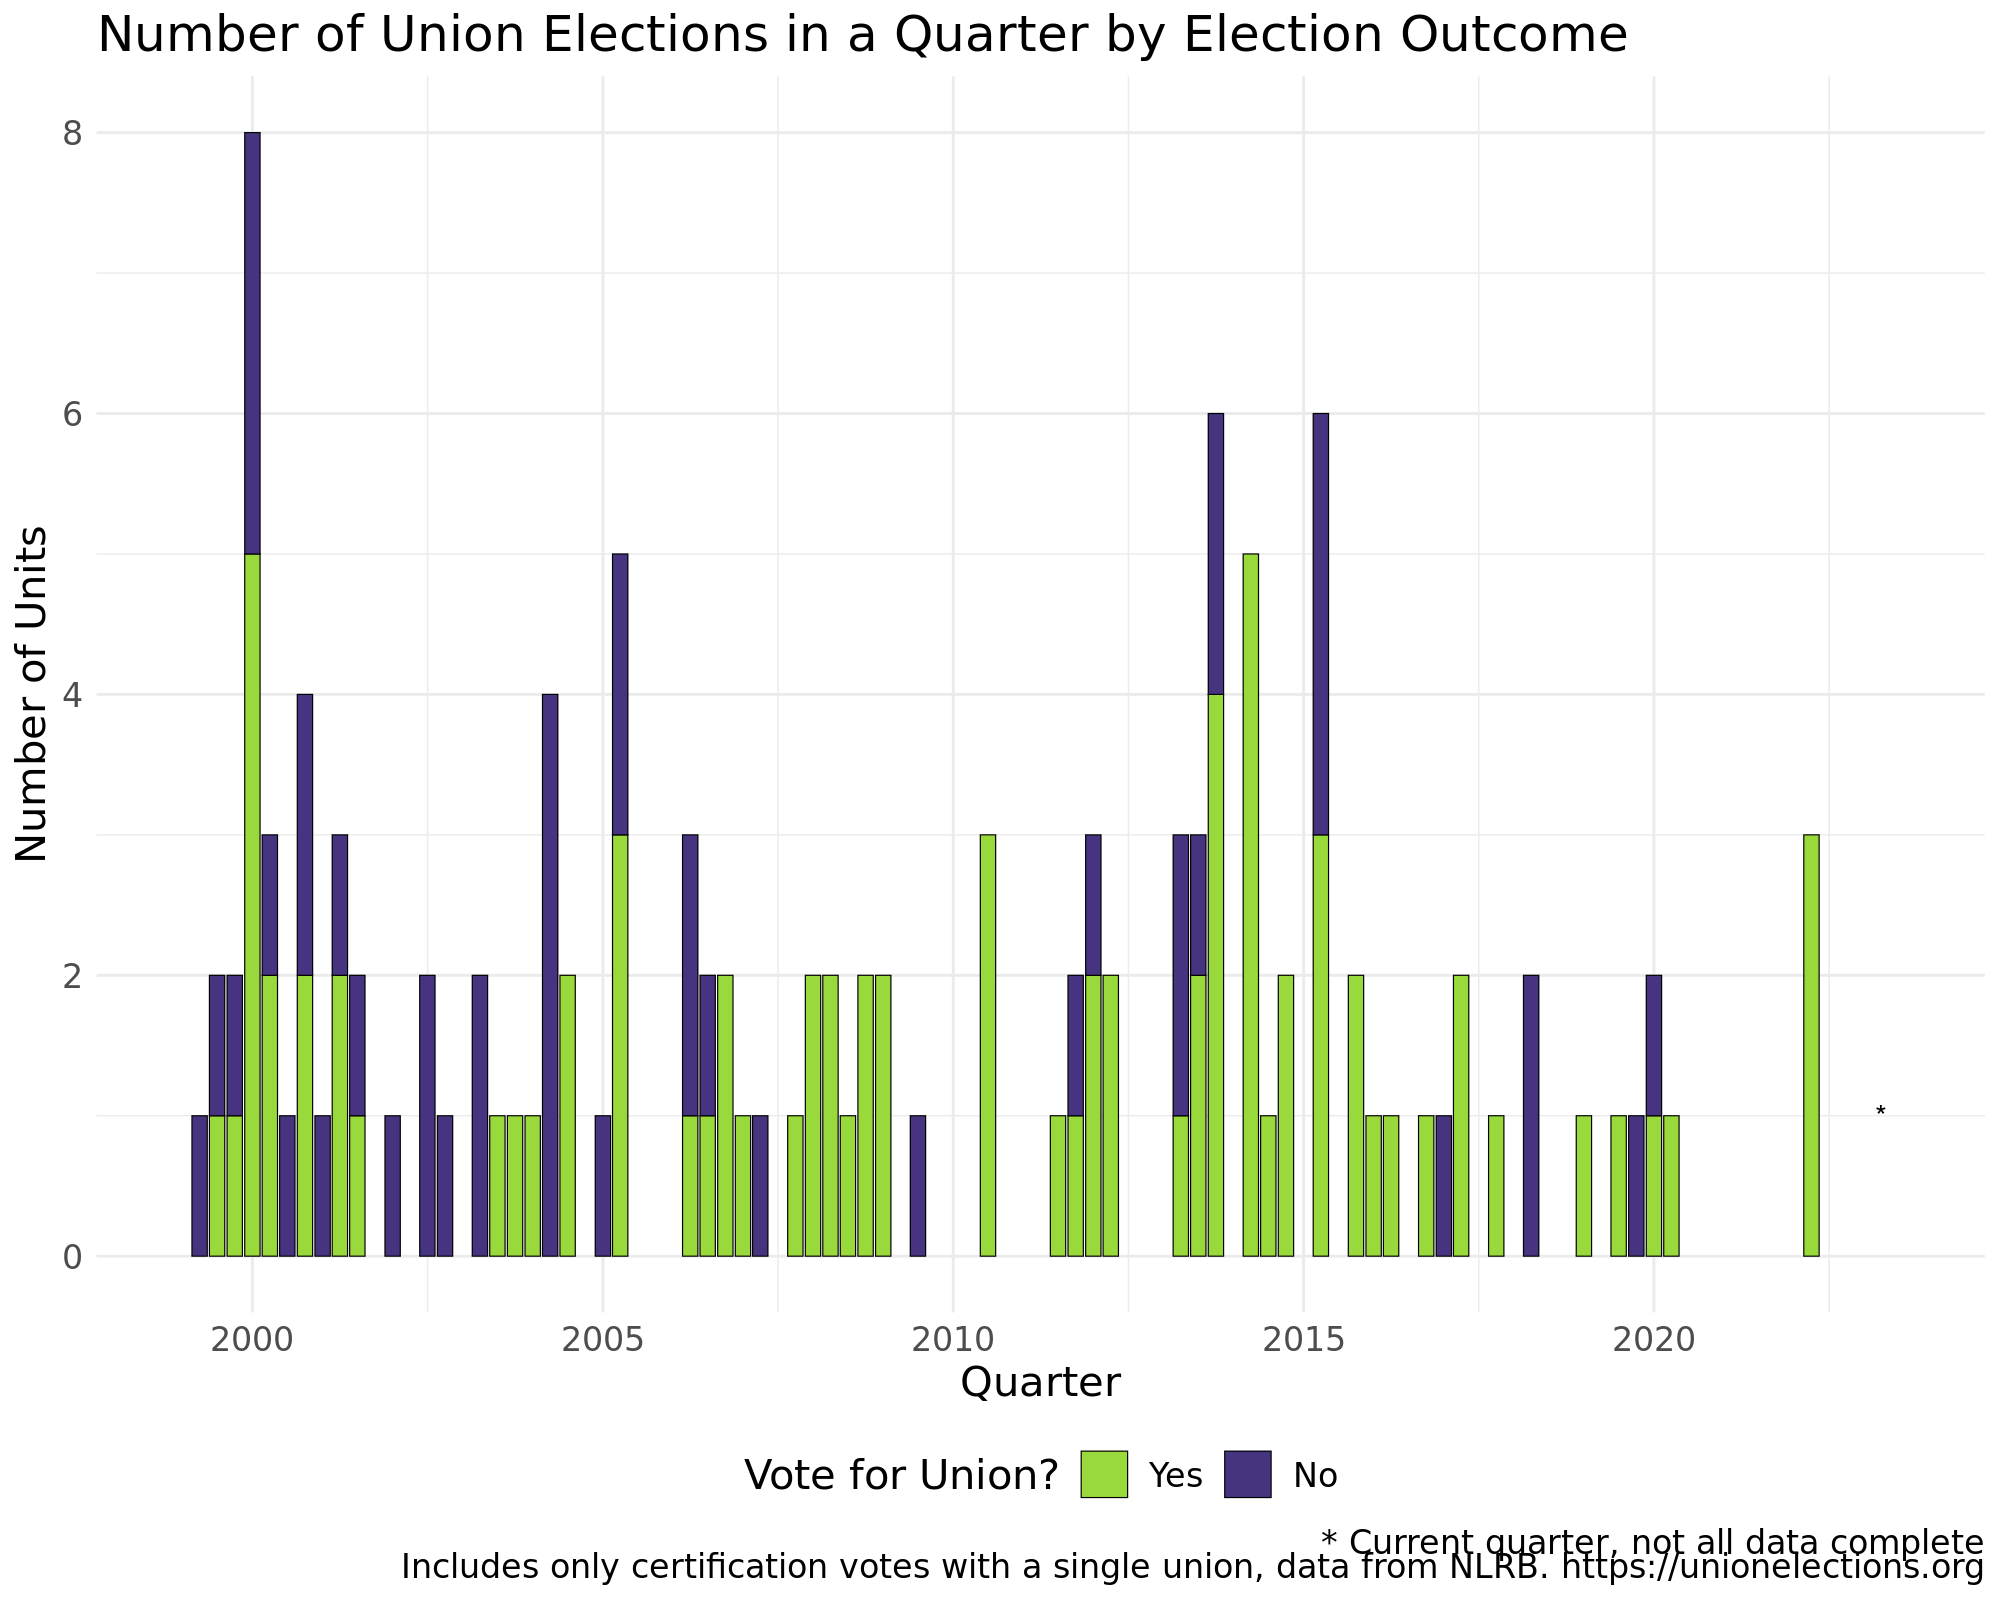 Number of Union Elections in a Quarter by Election Outcome
8
6
4
2
0
Number of Units
*
2000 2005 2010 2015 2020
Quarter
Vote for Union? Yes No
* Current quarter, not all data complete
Includes only certification votes with a single union, data from NLRB. https://unionelections.org